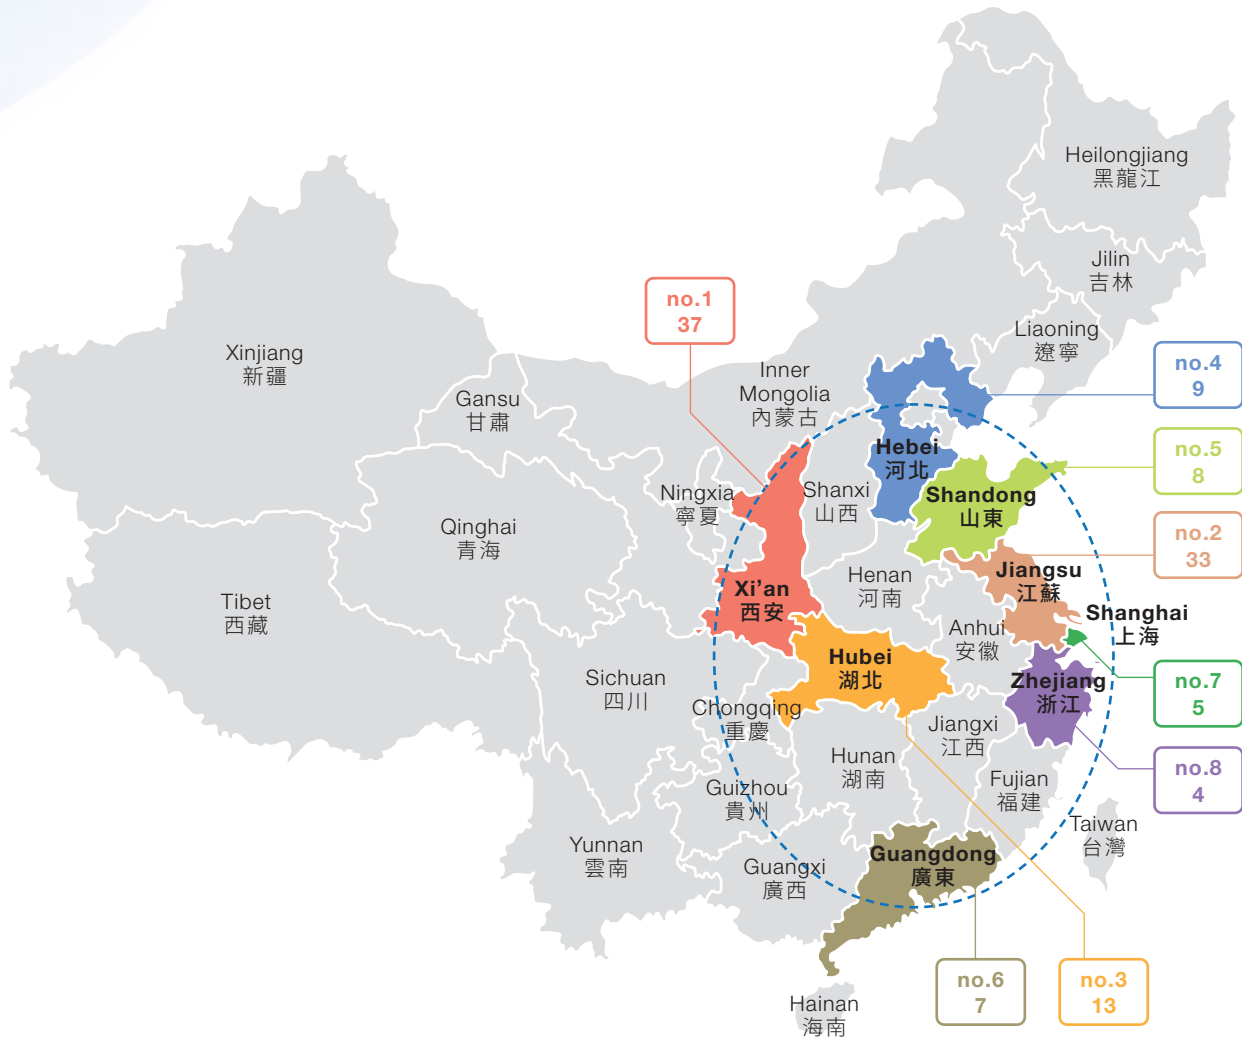 Heilongjiang
黑龍江
Jilin
吉林
no.1
37
Liaoning
遼寧
Xinjiang
新疆
Inner
Mongolia
內蒙古
no.4
9
Gansu
甘肅
Hebei
河北
no.5
8
Ningxia
寧夏
Shanxi
山西
Shandong
山東
Qinghai
青海
no.2
33
Tibet
西藏
Xi’an
西安
Henan
河南
Jiangsu
江蘇
Anhui
安徽
Shanghai
上海
Sichuan
四川
Hubei
湖北
Zhejiang
浙江
no.7
5
Chongqing
重慶
Jiangxi
江西
Hunan
湖南
no.8
4
Guizhou
貴州
Fujian
福建
Taiwan
台灣
Yunnan
雲南
Guangxi
廣西
Guangdong
廣東
no.6
7
no.3
13
Hainan
海南